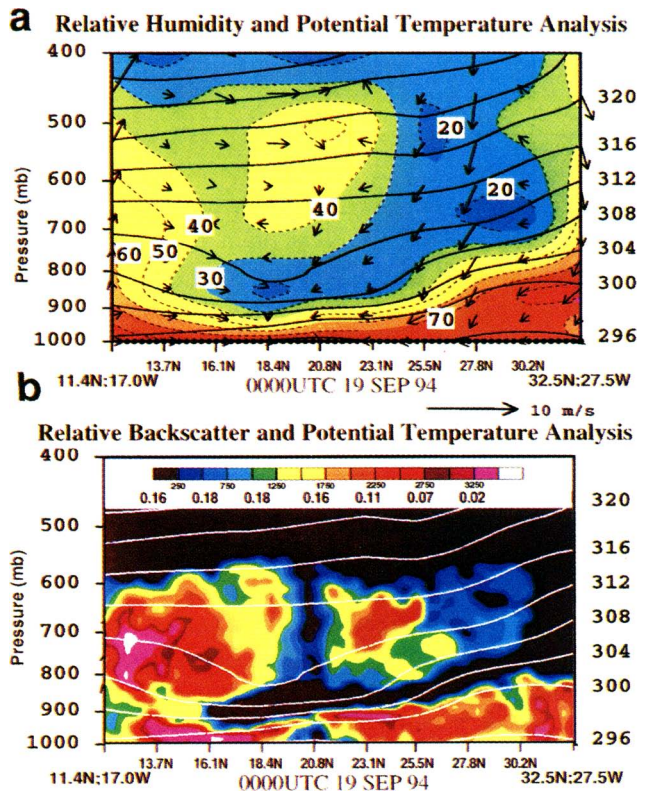 a Relative Humidity and Potential Temperature Analysis
400
500
600
700
800
900
1000
Pressure (mb)
320
316
312
308
304
300
296
20
20
40
40
60 50
30
70
13.7N 16.1N 18.4N 20.8N 23.1N 25.5N 27.8N 30.2N
11.4N:17.0W 0000UTC 19 SEP 94 32.5N:27.5W
10 m/s
b
Relative Backscatter and Potential Temperature Analysis
400
500
600
700
800
900
1000
Pressure (mb)
250 750 1250 1750 2250 2750 3250
0.16 0.18 0.18 0.16 0.11 0.07 0.02
320
316
312
308
304
300
296
13.7N 16.1N 18.4N 20.8N 23.1N 25.5N 27.8N 30.2N
11.4N:17.0W 0000UTC 19 SEP 94 32.5N:27.5W